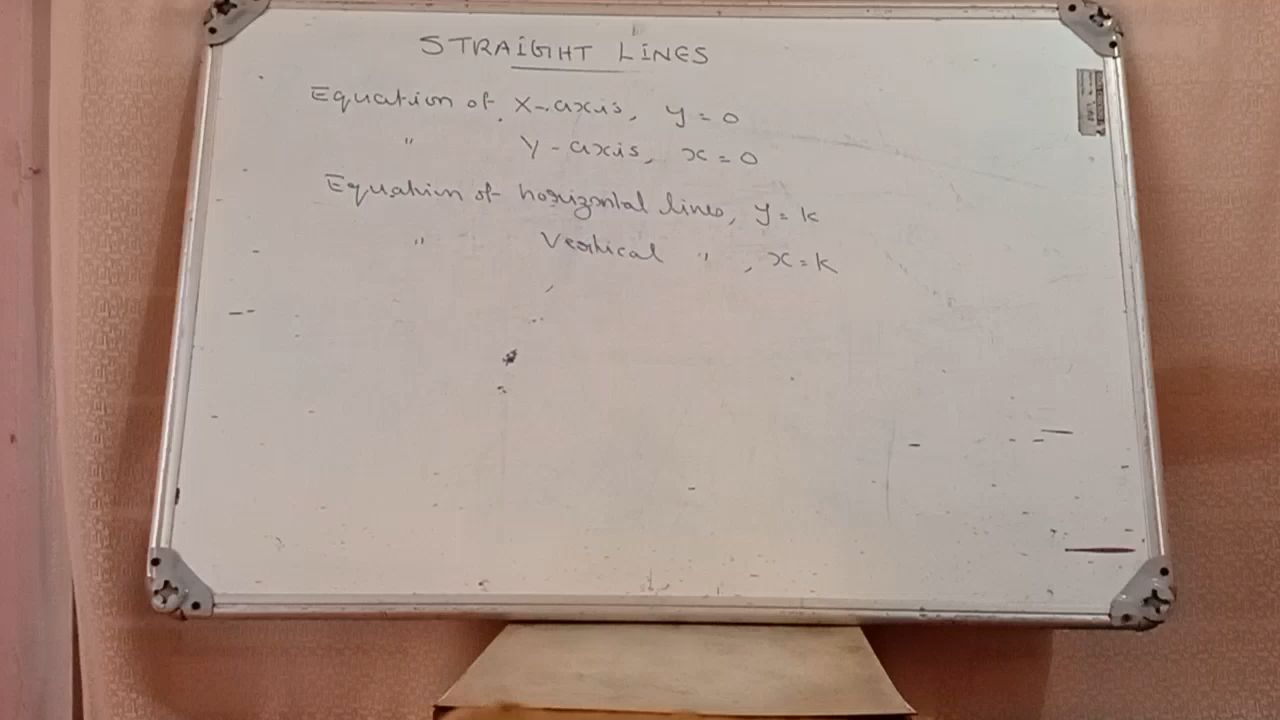 STRAIGHT LINES
Equation of X-axis, y = 0
" Y-axis, x = 0
Equation of horizontal lines, y = k
" Vertical " , x = k